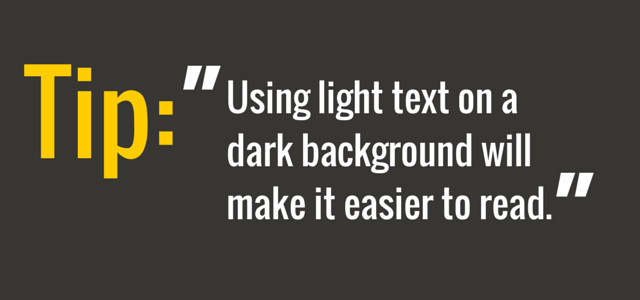 Tip:
"Using light text on a
dark background will
make it easier to read."